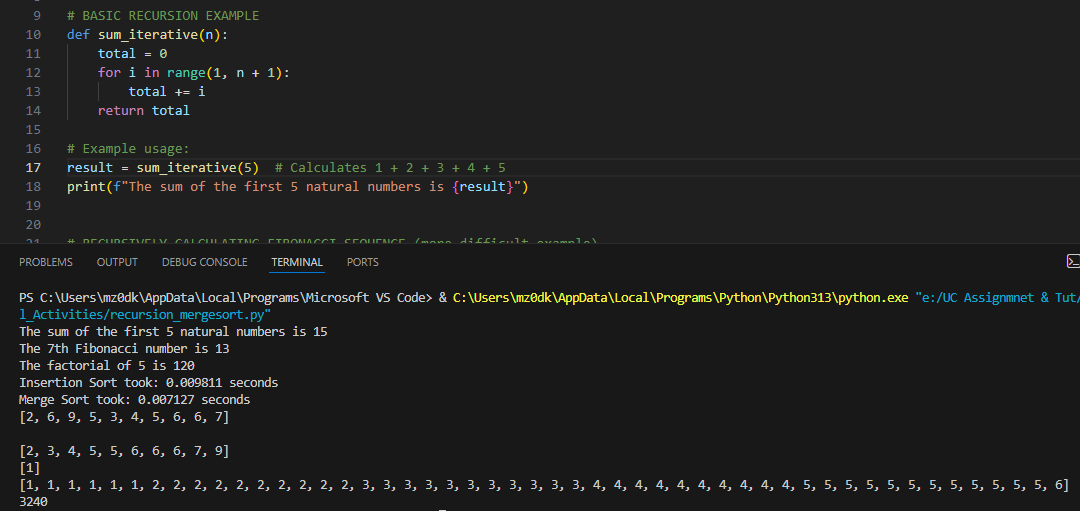 9 # BASIC RECURSION EXAMPLE
10 def sum_iterative(n):
11 total = 0
12 for i in range(1, n + 1):
13 total += i
14 return total
15
16 # Example usage:
17 result = sum_iterative(5) # Calculates 1 + 2 + 3 + 4 + 5
18 print(f"The sum of the first 5 natural numbers is {result}")
19
20
21 # RECURSIVELY CALCULATING FIBONACCI SEQUENCE (more difficult example)
PROBLEMS OUTPUT DEBUG CONSOLE TERMINAL PORTS
PS C:\Users\mz0dk\AppData\Local\Programs\Microsoft VS Code> & C:\Users\mz0dk\AppData\Local\Programs\Python\Python313\python.exe "e:/UC Assignmnet & Tut/
l_Activities/recursion_mergesort.py"
The sum of the first 5 natural numbers is 15
The 7th Fibonacci number is 13
The factorial of 5 is 120
Insertion Sort took: 0.009811 seconds
Merge Sort took: 0.007127 seconds
[2, 6, 9, 5, 3, 4, 5, 6, 6, 7]
[2, 3, 4, 5, 5, 6, 6, 6, 7, 9]
[1]
[1, 1, 1, 1, 1, 1, 2, 2, 2, 2, 2, 2, 2, 2, 2, 2, 3, 3, 3, 3, 3, 3, 3, 3, 3, 3, 3, 4, 4, 4, 4, 4, 4, 4, 4, 4, 4, 5, 5, 5, 5, 5, 5, 5, 5, 5, 5, 5, 5, 6]
3240